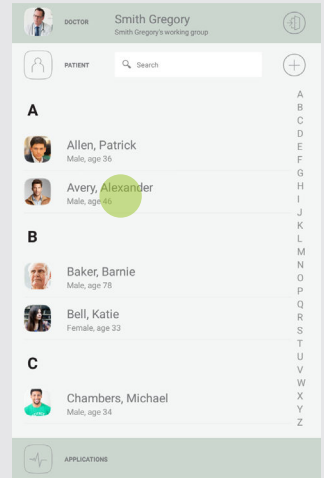 DOCTOR
Smith Gregory
Smith Gregory's working group
PATIENT
Search
A
Allen, Patrick
Male, age 36
Avery, Alexander
Male, age 46
B
Baker, Barnie
Male, age 78
Bell, Katie
Female, age 33
C
Chambers, Michael
Male, age 34
A
B
C
D
E
F
G
H
I
J
K
L
M
N
O
P
Q
R
S
T
U
V
W
X
Y
Z
APPLICATIONS